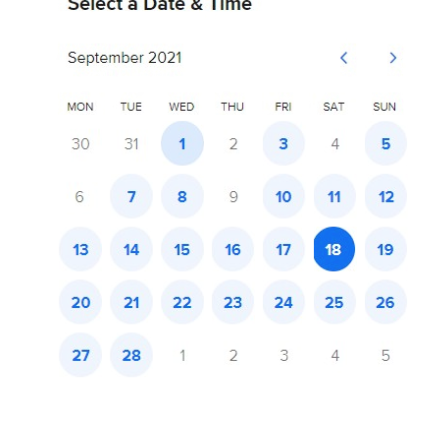 Select a Date & Time
September 2021
MON TUE WED THU FRI SAT SUN
30 31 1 2 3 4 5
6 7 8 9 10 11 12
13 14 15 16 17 18 19
20 21 22 23 24 25 26
27 28 1 2 3 4 5